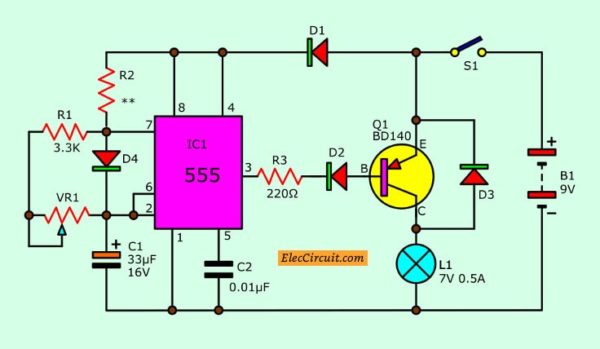 D1
S1
R2
**
8
4
R1
3.3K
7
IC1
555
Q1
BD140
E
B
C
D4
6
2
3
R3
220Ω
D2
D3
+
B1
9V
−
VR1
1
5
+
C1
33µF
16V
C2
0.01µF
ElecCircuit.com
L1
7V 0.5A